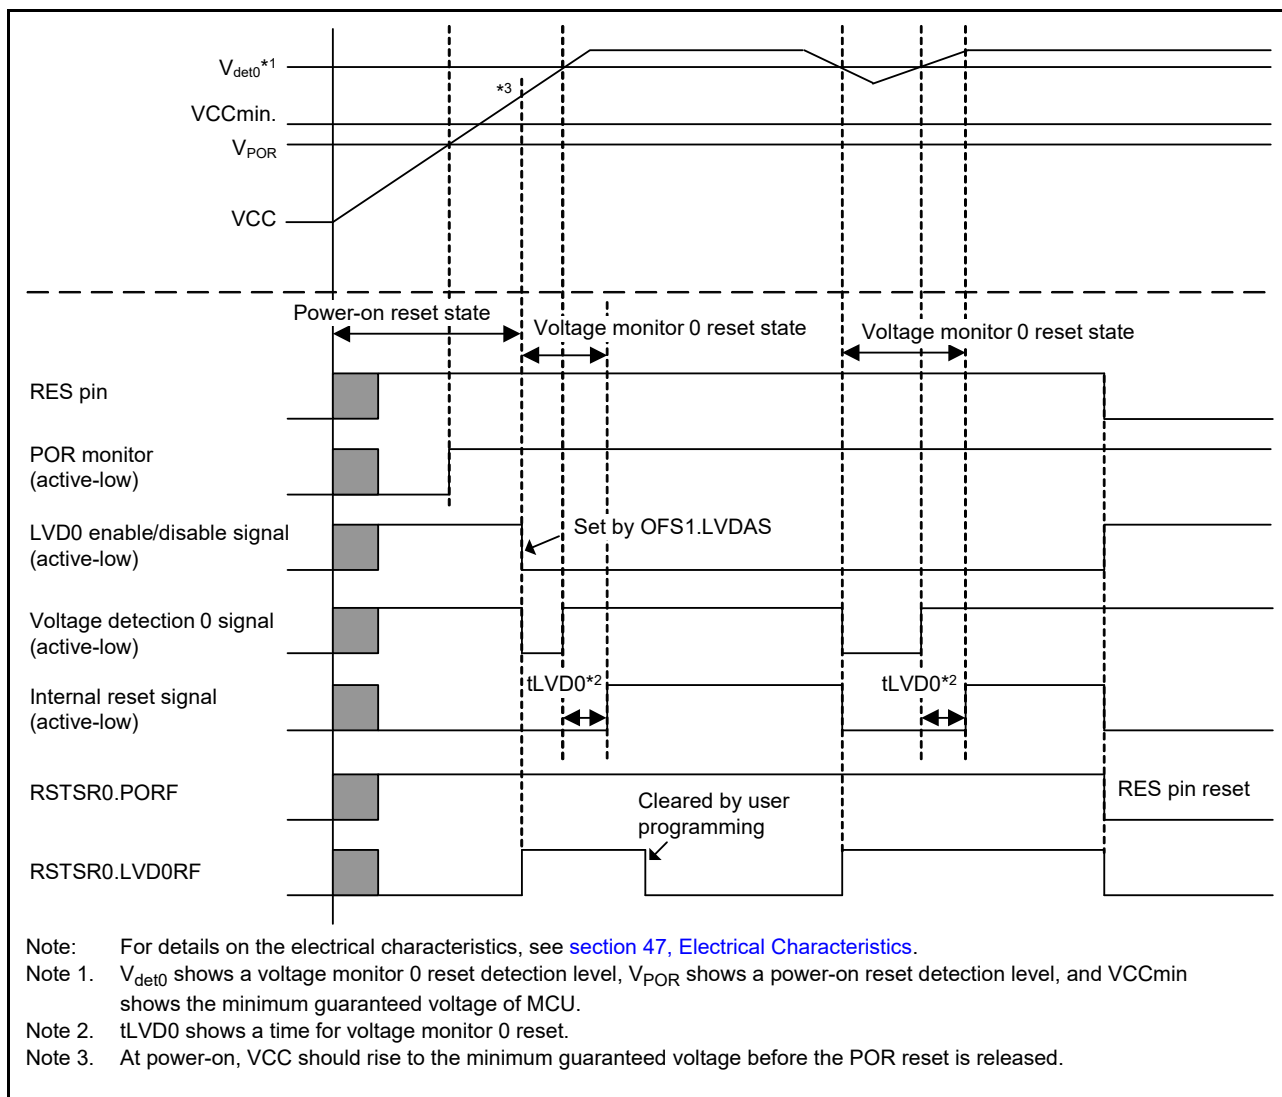 Vdet0*1
*3
VCCmin.
VPOR
VCC
Power-on reset state
Voltage monitor 0 reset state
Voltage monitor 0 reset state
RES pin
POR monitor
(active-low)
LVD0 enable/disable signal
(active-low)
Set by OFS1.LVDAS
Voltage detection 0 signal
(active-low)
Internal reset signal
(active-low)
tLVD0*2
tLVD0*2
RSTSR0.PORF
RES pin reset
Cleared by user
programming
RSTSR0.LVD0RF
Note: For details on the electrical characteristics, see section 47, Electrical Characteristics.
Note 1. Vdet0 shows a voltage monitor 0 reset detection level, VPOR shows a power-on reset detection level, and VCCmin
shows the minimum guaranteed voltage of MCU.
Note 2. tLVD0 shows a time for voltage monitor 0 reset.
Note 3. At power-on, VCC should rise to the minimum guaranteed voltage before the POR reset is released.